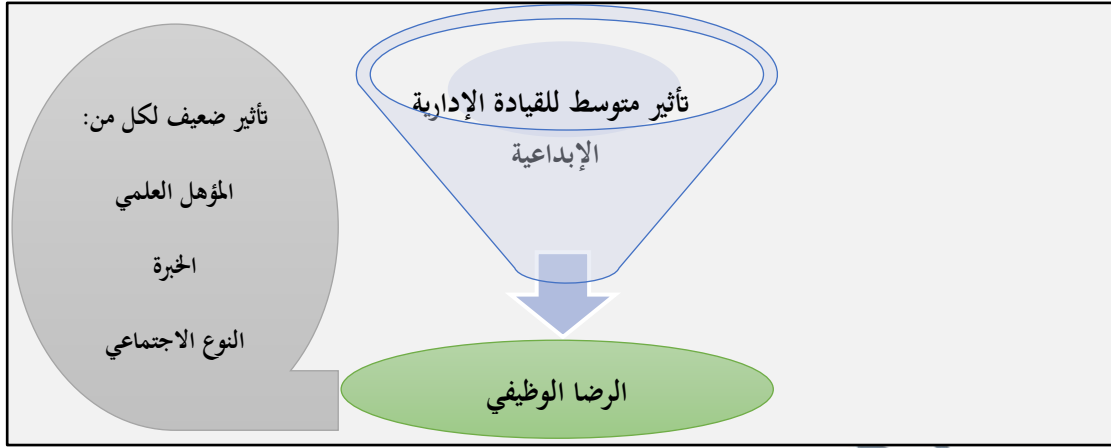 تأثير متوسط للقيادة الإدارية
الإبداعية
تأثير ضعيف لكل من:
المؤهل العلمي
الخبرة
النوع الاجتماعي
الرضا الوظيفي